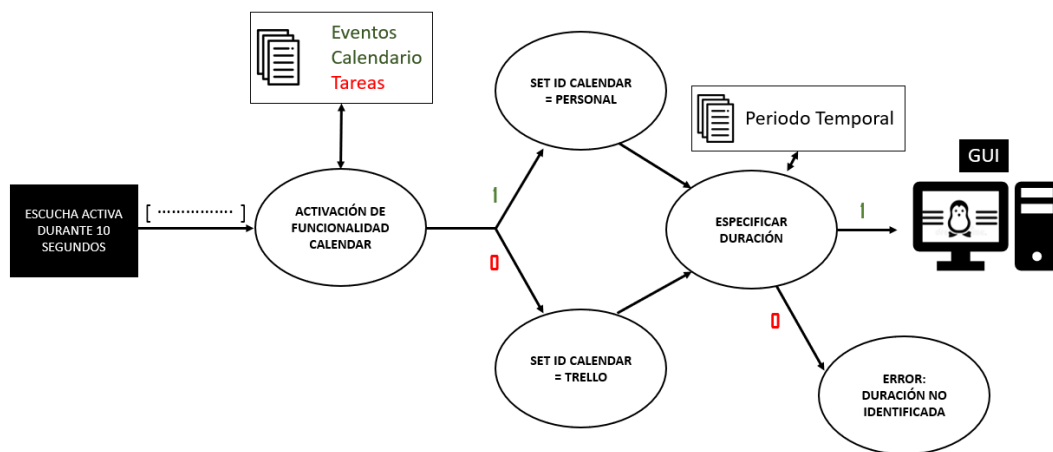 Eventos
Calendario
Tareas
SET ID CALENDAR
= PERSONAL
Periodo Temporal
GUI
ESCUCHA ACTIVA
DURANTE 10
SEGUNDOS
[ ................ ]
ACTIVACIÓN DE
FUNCIONALIDAD
CALENDAR
1
0
ESPECIFICAR
DURACIÓN
1
0
SET ID CALENDAR
= TRELLO
ERROR:
DURACIÓN NO
IDENTIFICADA